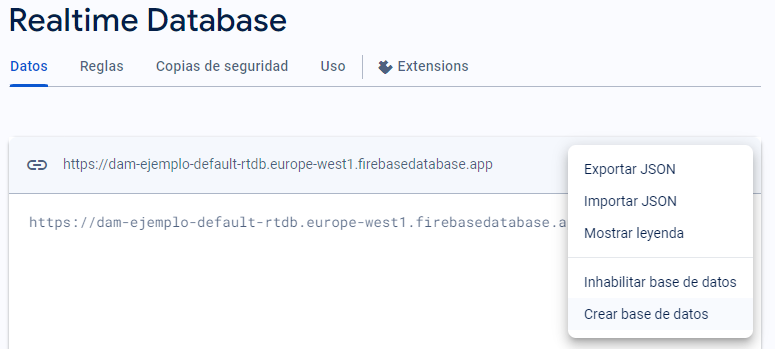 Realtime Database
Datos Reglas Copias de seguridad Uso Extensions
https://dam-ejemplo-default-rtdb.europe-west1.firebasedatabase.app
https://dam-ejemplo-default-rtdb.europe-west1.firebasedatabase.a
Exportar JSON
Importar JSON
Mostrar leyenda
Inhabilitar base de datos
Crear base de datos